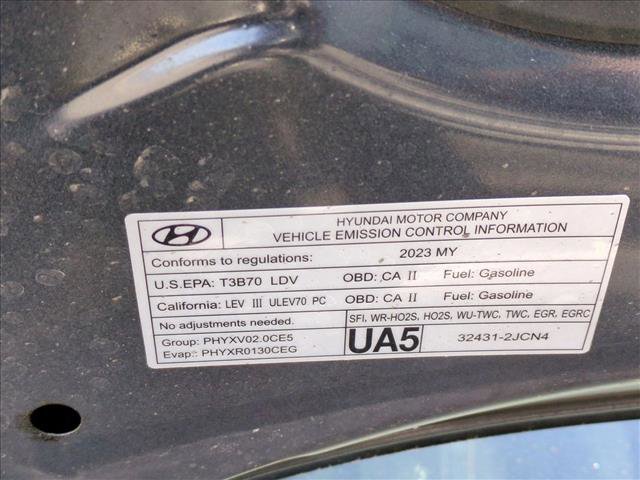 HYUNDAI MOTOR COMPANY
VEHICLE EMISSION CONTROL INFORMATION
Conforms to regulations: 2023 MY
U.S.EPA: T3B70 LDV OBD: CA II Fuel: Gasoline
California: LEV III ULEV70 PC OBD: CA II Fuel: Gasoline
No adjustments needed. SFI, WR-HO2S, HO2S, WU-TWC, TWC, EGR, EGRC
Group: PHYXV02.0CE5
Evap: PHYXR0130CEG
UA5 32431-2JCN4